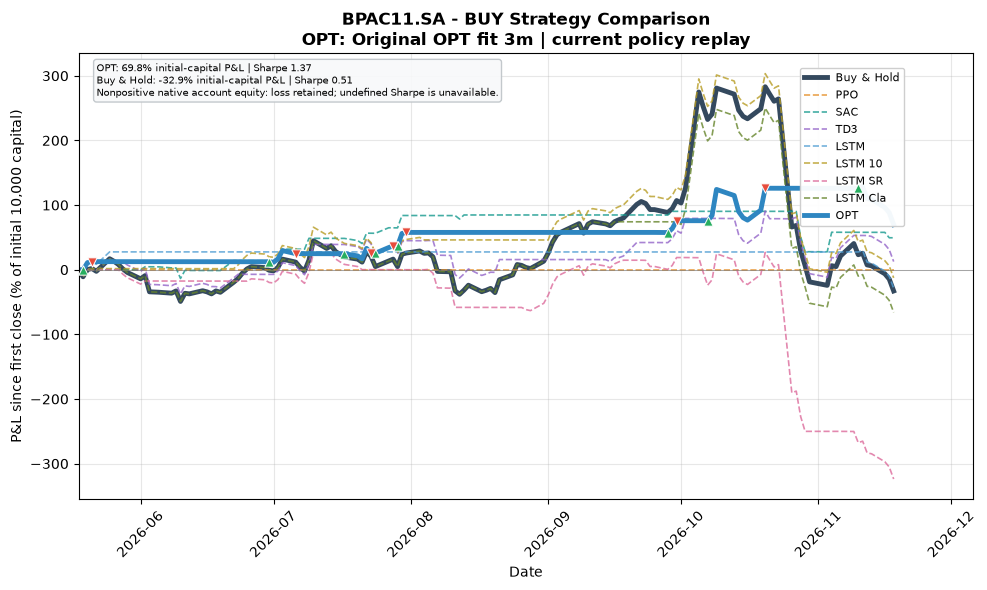 BPAC11.SA - BUY Strategy Comparison
OPT: Original OPT fit 3m | current policy replay
OPT: 69.8% initial-capital P&L | Sharpe 1.37
Buy & Hold: -32.9% initial-capital P&L | Sharpe 0.51
Nonpositive native account equity: loss retained; undefined Sharpe is unavailable.
Buy & Hold
PPO
SAC
TD3
LSTM
LSTM 10
LSTM SR
LSTM Cla
OPT
P&L since first close (% of initial 10,000 capital)
300
200
100
0
−100
−200
−300
2026-06
2026-07
2026-08
2026-09
2026-10
2026-11
2026-12
Date